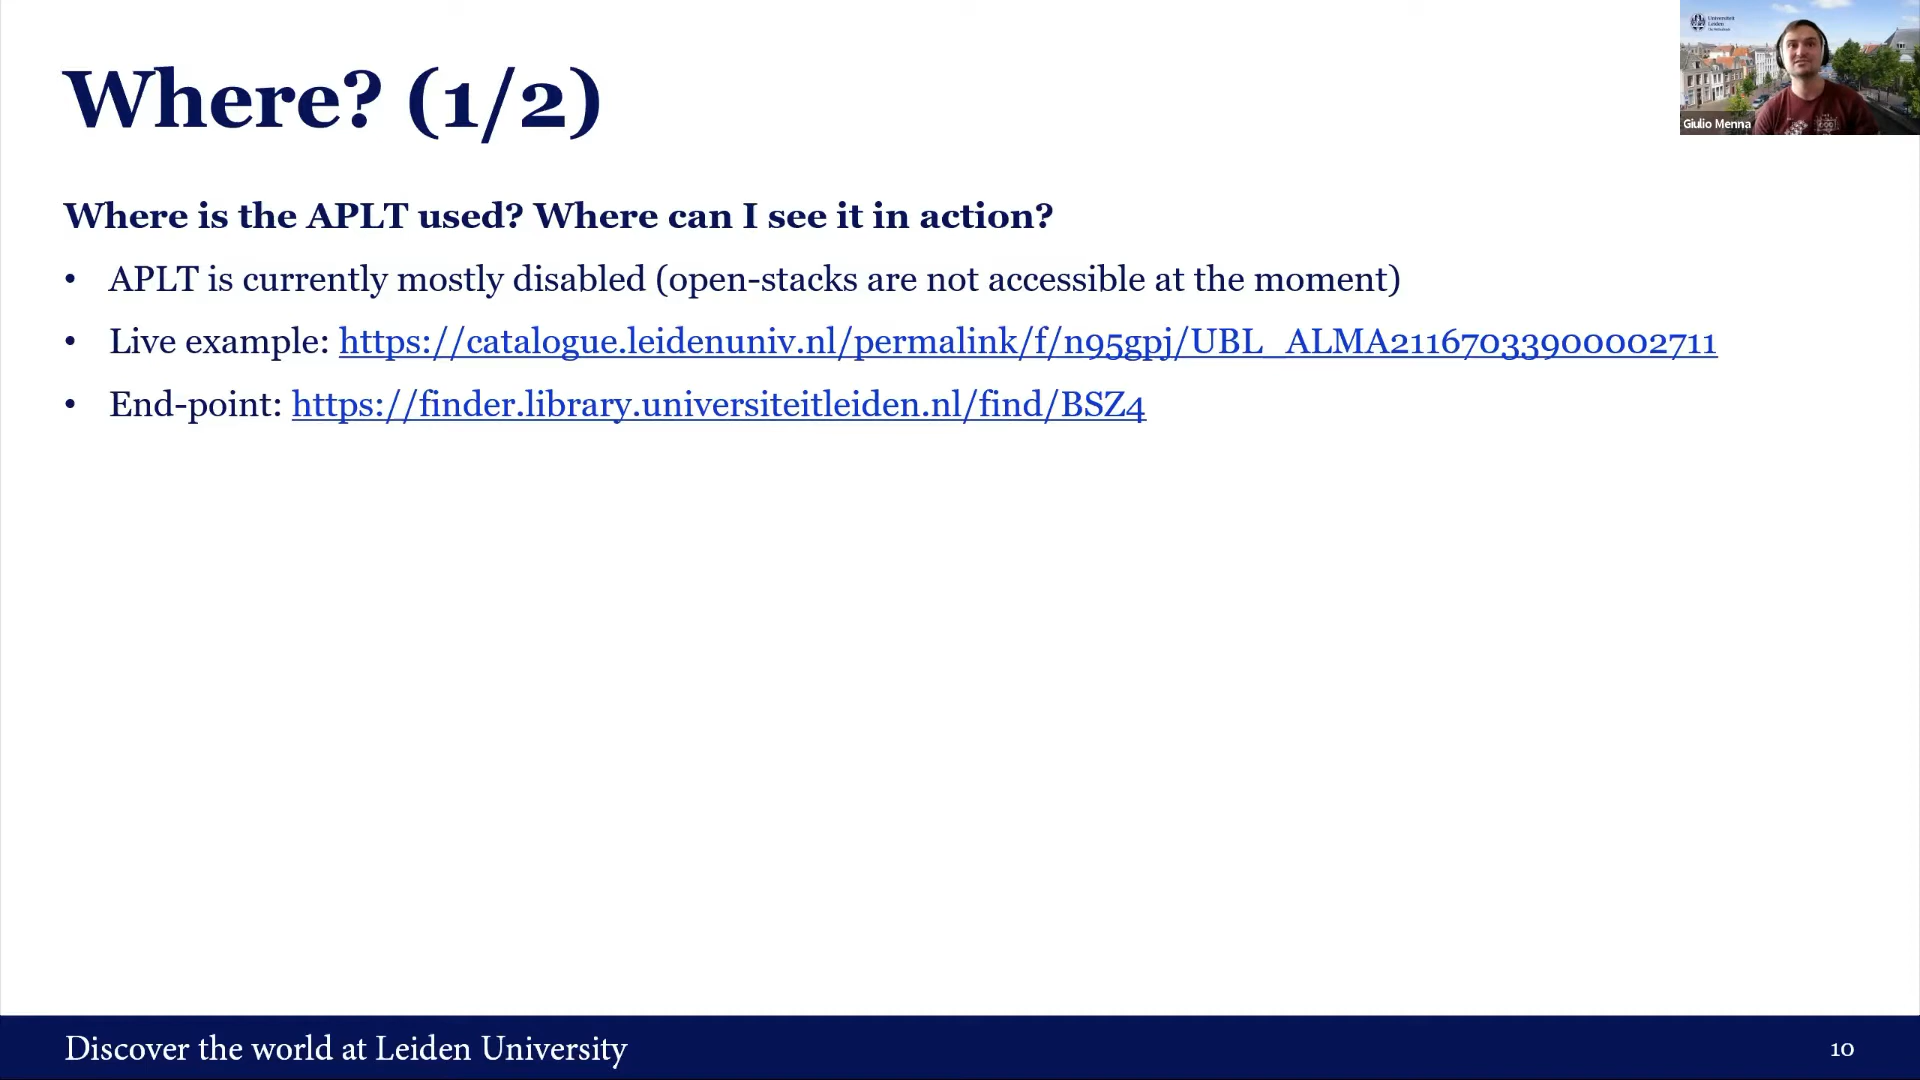 Where? (1/2)
Universiteit
Leiden
Giulio Menna
Where is the APLT used? Where can I see it in action?
• APLT is currently mostly disabled (open-stacks are not accessible at the moment)
• Live example: https://catalogue.leidenuniv.nl/permalink/f/n95gpj/UBL_ALMA21167033900002711
• End-point: https://finder.library.universiteitleiden.nl/find/BSZ4
Discover the world at Leiden University
10